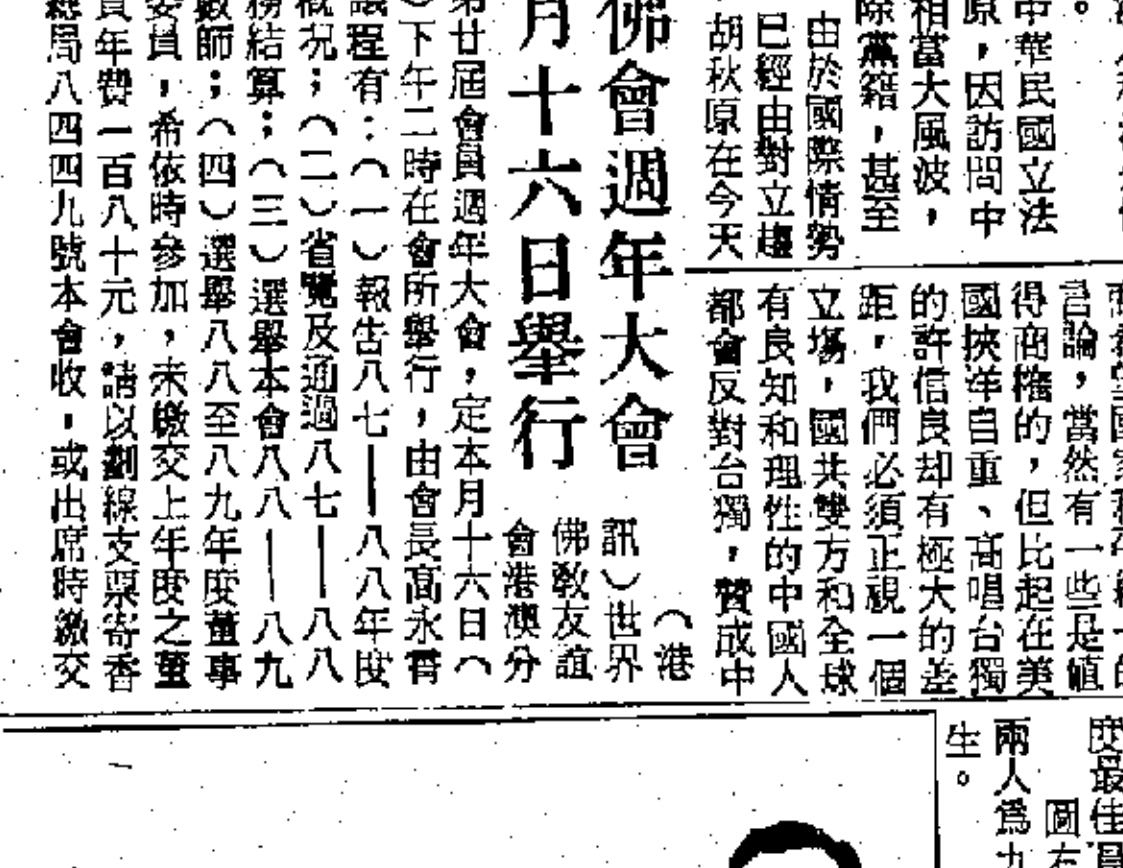 中華民國立法
原，因訪問中
相當大風波，
除黨籍，甚至
由於國際情勢
已經由對立趨
胡秋原在今天
言論，當然有一些是值
得商榷的，但比起在美
國挾洋自重、高唱台獨
的許信良却有極大的差
距，我們必須正視一個
立場，國共雙方和全球
有良知和理性的中國人
都會反對台獨，贊成中
佛會週年大會
月十六日舉行
（港
訊）世界
佛教友誼
會港澳分
第廿屆會員週年大會，定本月十六日（
）下午二時在會所舉行，由會長高永霄
議程有：（一）報告八七——八八年度
概況；（二）省覽及通過八七——八八
務結算；（三）選舉本會八八——八九
數師；（四）選舉八八至八九年度董事
委員，希依時參加，未繳交上年度之董
員年費一百八十元，請以劃線支票寄香
總局八四四九號本會收，或出席時繳交
度最佳
圓右
兩人爲九
生。